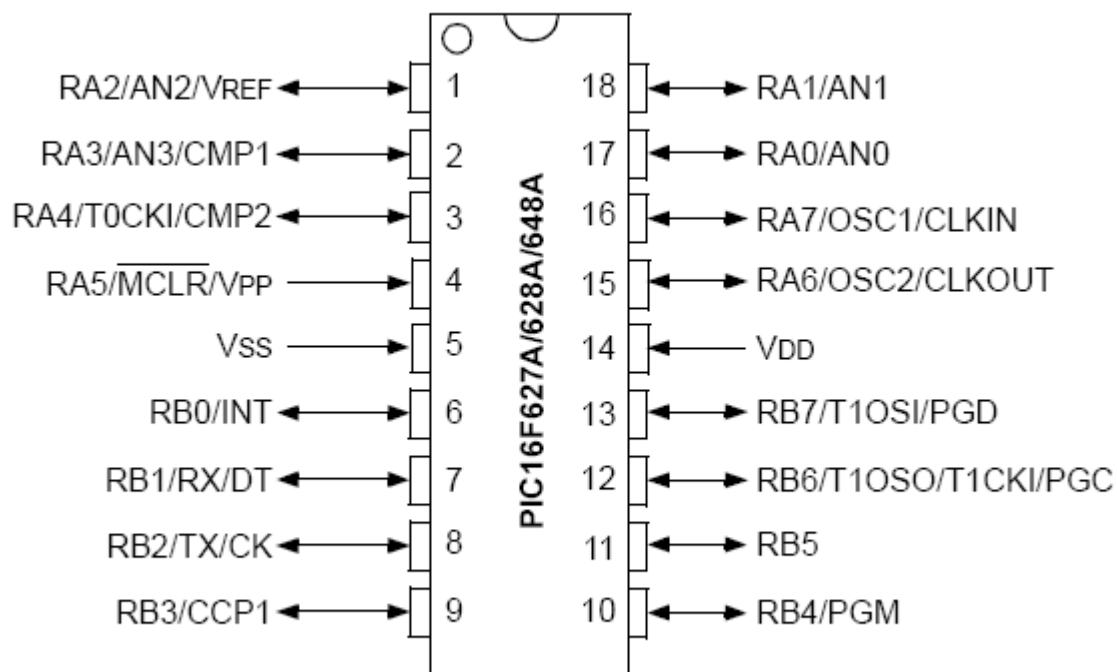 RA2/AN2/VREF 1 18 RA1/AN1
RA3/AN3/CMP1 2 17 RA0/AN0
RA4/T0CKI/CMP2 3 16 RA7/OSC1/CLKIN
RA5/MCLR/VPP 4 15 RA6/OSC2/CLKOUT
VSS 5 14 VDD
RB0/INT 6 13 RB7/T1OSI/PGD
RB1/RX/DT 7 12 RB6/T1OSO/T1CKI/PGC
RB2/TX/CK 8 11 RB5
RB3/CCP1 9 10 RB4/PGM
PIC16F627A/628A/648A